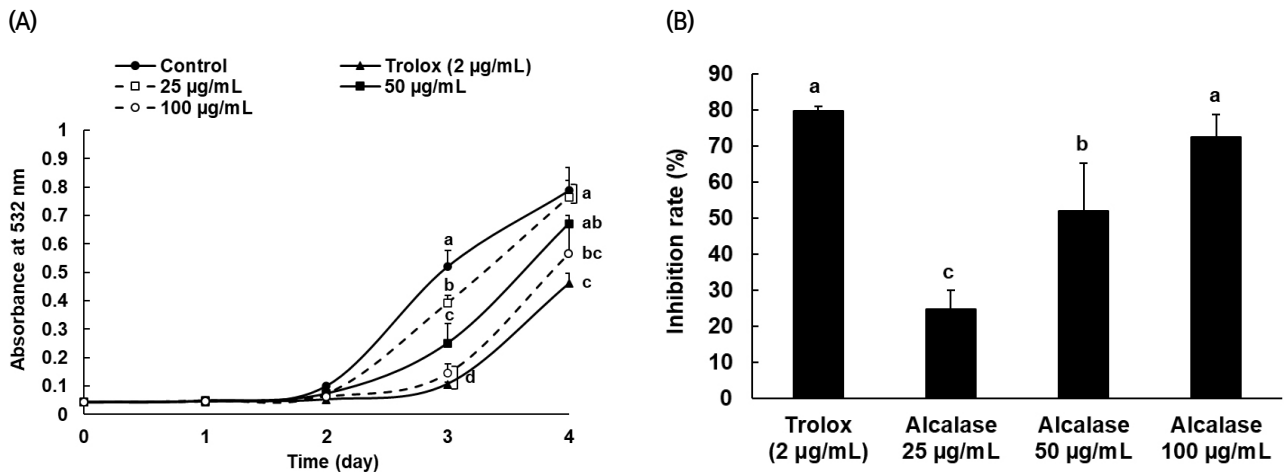 (A)
Control
Trolox (2 µg/mL)
25 µg/mL
50 µg/mL
100 µg/mL
1
0.9
0.8
0.7
0.6
0.5
0.4
0.3
0.2
0.1
0
Absorbance at 532 nm
a
b
c
d
a
ab
bc
c
0 1 2 3 4
Time (day)
(B)
90
80
70
60
50
40
30
20
10
0
Inhibition rate (%)
a
c
b
a
Trolox
(2 µg/mL)
Alcalase
25 µg/mL
Alcalase
50 µg/mL
Alcalase
100 µg/mL